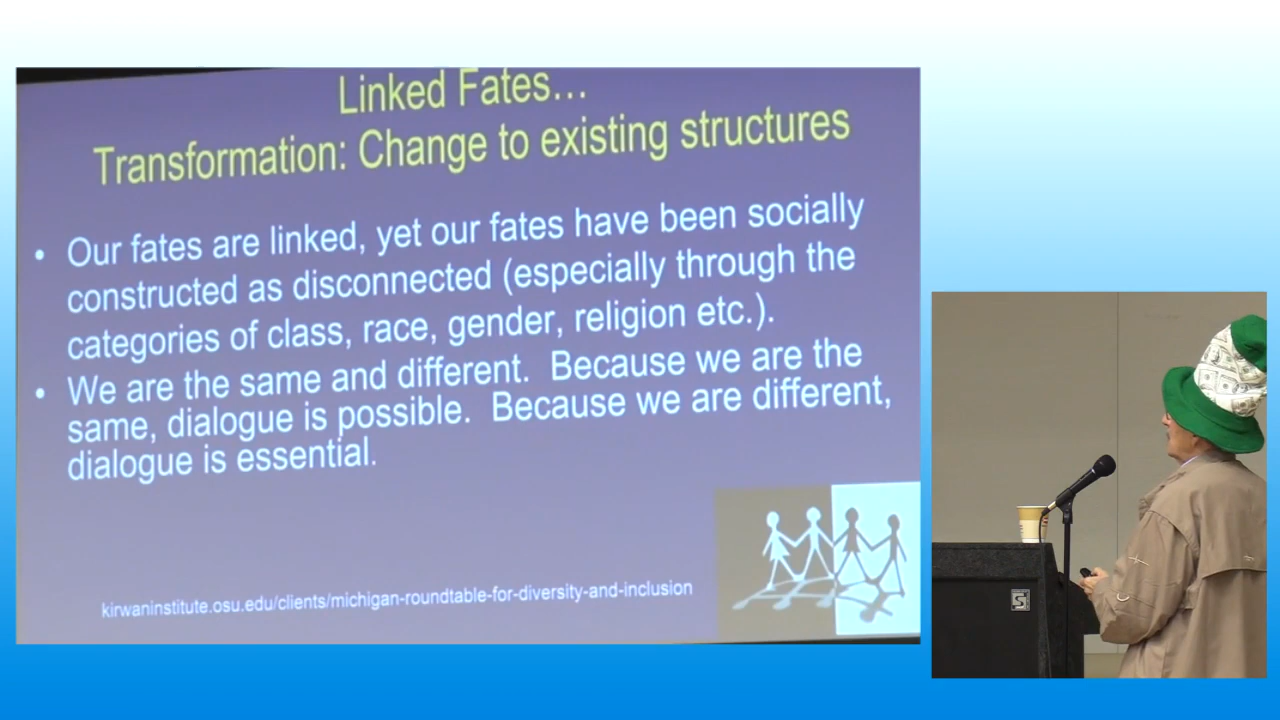 Linked Fates...
Transformation: Change to existing structures
• Our fates are linked, yet our fates have been socially
constructed as disconnected (especially through the
categories of class, race, gender, religion etc.).
• We are the same and different.  Because we are the
same, dialogue is possible.  Because we are different,
dialogue is essential.
kirwaninstitute.osu.edu/clients/michigan-roundtable-for-diversity-and-inclusion